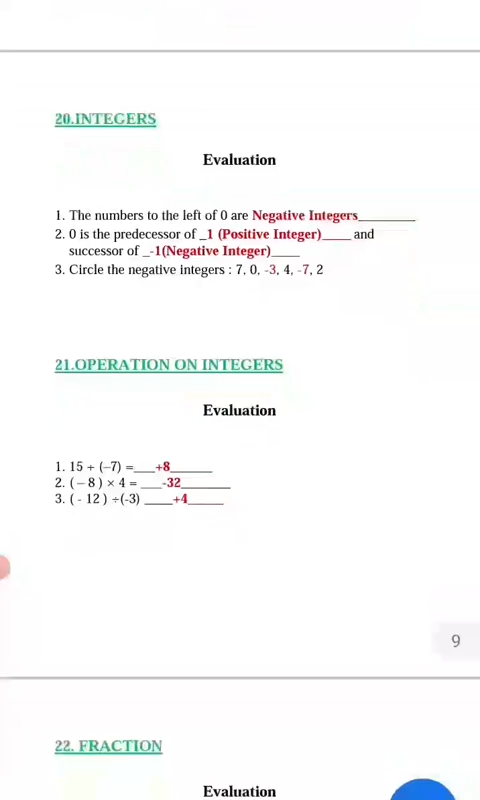 20.INTEGERS
Evaluation
1. The numbers to the left of 0 are Negative Integers_________
2. 0 is the predecessor of _1 (Positive Integer)____ and
successor of _-1(Negative Integer)____
3. Circle the negative integers : 7, 0, -3, 4, -7, 2
21.OPERATION ON INTEGERS
Evaluation
1. 15 + (–7) =___+8______
2. ( – 8 ) × 4 = ___-32_______
3. ( - 12 ) ÷(-3) ____+4_____
9
22. FRACTION
Evaluation